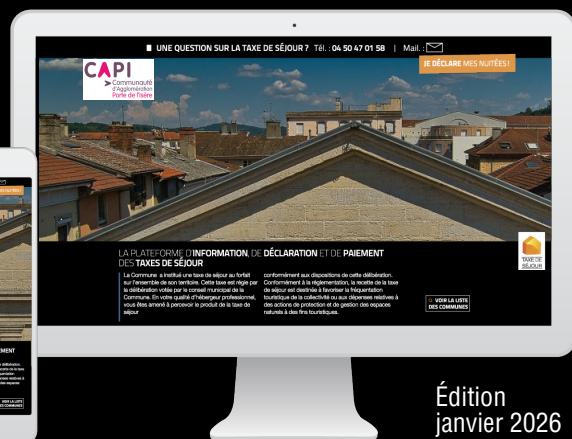 UNE QUESTION SUR LA TAXE DE SÉJOUR ? Tél. : 04 50 47 01 58 | Mail. :
JE DÉCLARE MES NUITÉES !
CAPI
Communauté
d'Agglomération
Porte de l'Isère
LA PLATEFORME D'INFORMATION, DE DÉCLARATION ET DE PAIEMENT
DES TAXES DE SÉJOUR
La Commune a institué une taxe de séjour au forfait
sur l'ensemble de son territoire. Cette taxe est régie par
la délibération votée par le conseil municipal de la
Commune. En votre qualité d'hébergeur professionnel,
vous êtes amené à percevoir le produit de la taxe de
séjour
conformément aux dispositions de cette délibération.
Conformément à la réglementation, la recette de la taxe
de séjour est destinée à favoriser la fréquentation
touristique de la collectivité ou aux dépenses relatives à
des actions de protection et de gestion des espaces
naturels à des fins touristiques.
TAXE DE
SÉJOUR
VOIR LA LISTE
DES COMMUNES
Édition
janvier 2026